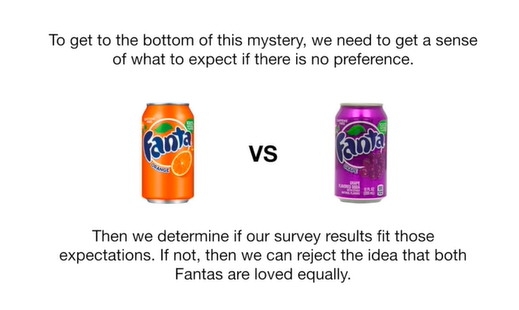 To get to the bottom of this mystery, we need to get a sense
of what to expect if there is no preference.
Fanta
ORANGE
VS
Fanta
GRAPE
Then we determine if our survey results fit those
expectations. If not, then we can reject the idea that both
Fantas are loved equally.